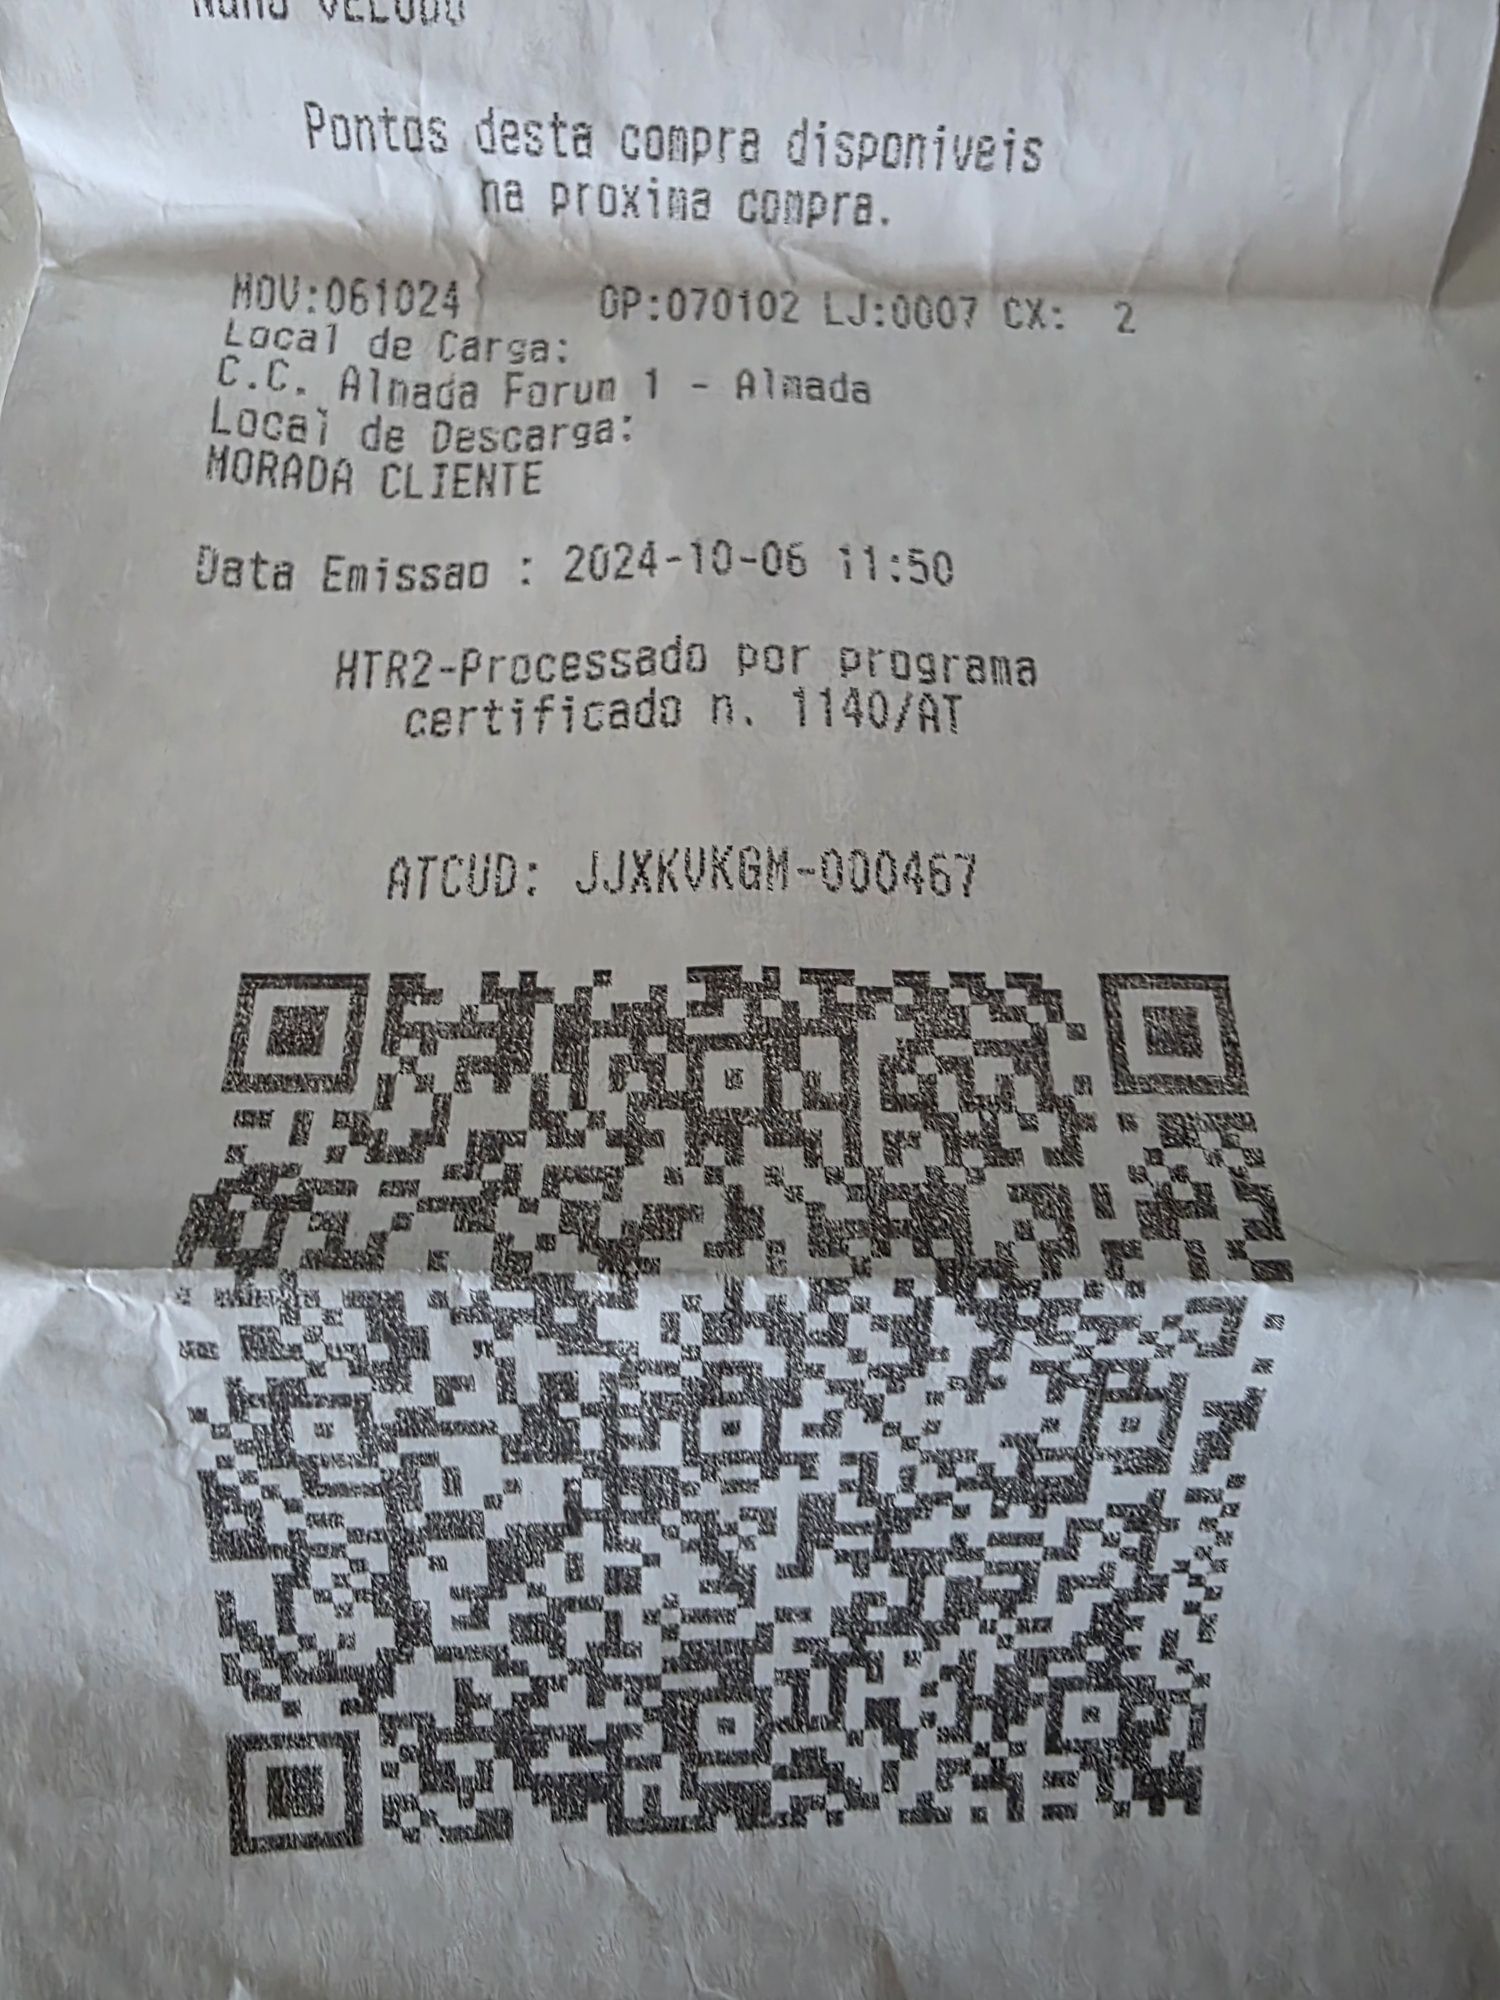 Pontos desta compra disponiveis
na proxima compra.
MOV:061024 OP:070102 LJ:0007 CX: 2
Local de Carga:
C.C. Almada Forum 1 - Almada
Local de Descarga:
MORADA CLIENTE
Data Emissao : 2024-10-06 11:50
HTR2-Processado por programa
certificado n. 1140/AT
ATCUD: JJXKVKGM-000467